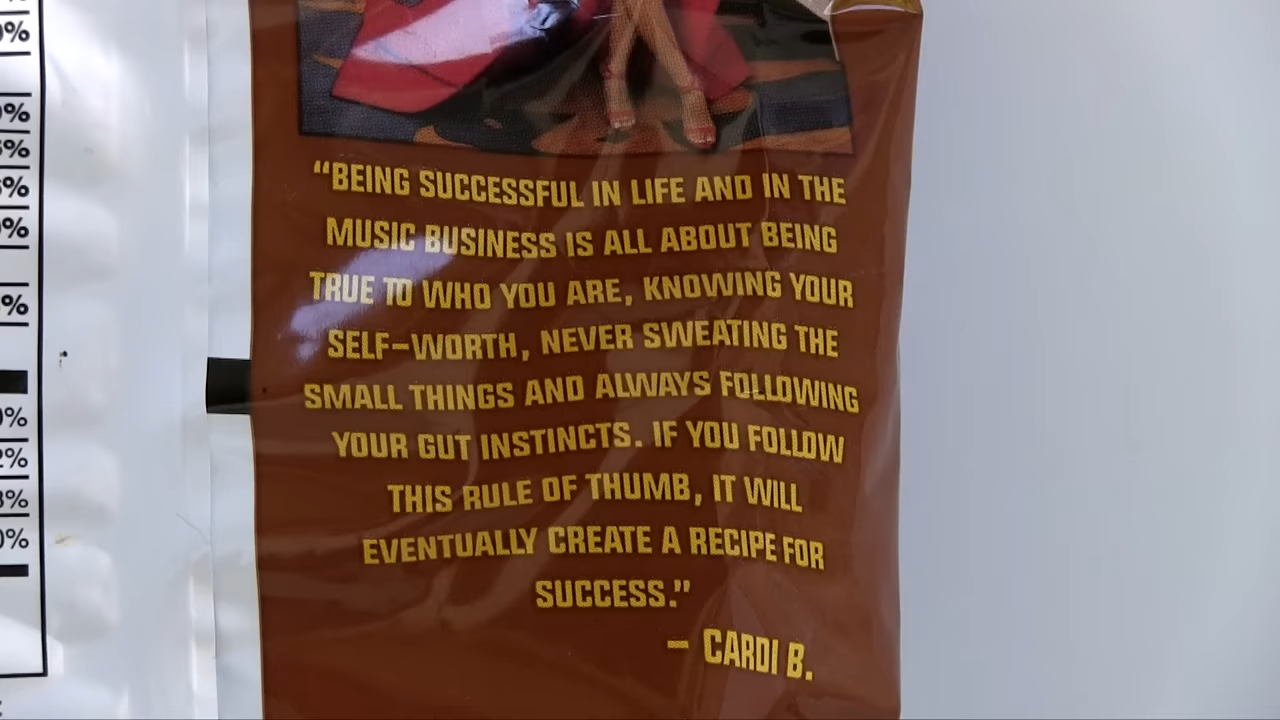 “BEING SUCCESSFUL IN LIFE AND IN THE
MUSIC BUSINESS IS ALL ABOUT BEING
TRUE TO WHO YOU ARE, KNOWING YOUR
SELF-WORTH, NEVER SWEATING THE
SMALL THINGS AND ALWAYS FOLLOWING
YOUR GUT INSTINCTS. IF YOU FOLLOW
THIS RULE OF THUMB, IT WILL
EVENTUALLY CREATE A RECIPE FOR
SUCCESS.”
– CARDI B.